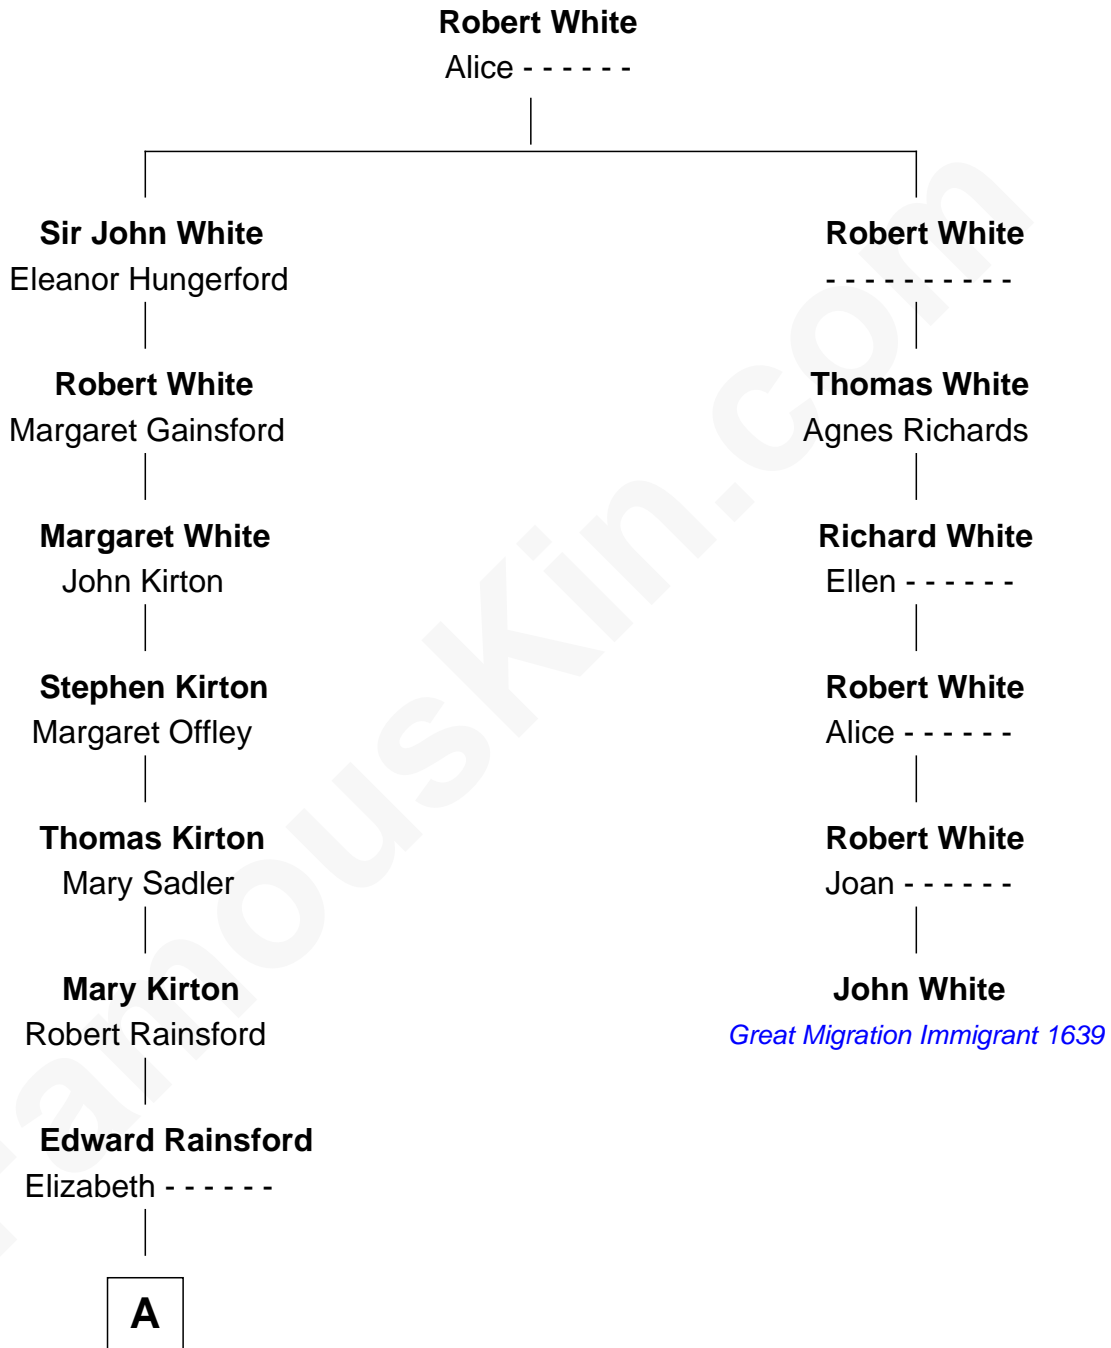 Robert White
Alice - - - - - -
Sir John White
Eleanor Hungerford
Robert White
- - - - - - - - - -
Robert White
Margaret Gainsford
Thomas White
Agnes Richards
Margaret White
John Kirton
Richard White
Ellen - - - - - -
Stephen Kirton
Margaret Offley
Robert White
Alice - - - - - -
Thomas Kirton
Mary Sadler
Robert White
Joan - - - - - -
Mary Kirton
Robert Rainsford
John White
Great Migration Immigrant 1639
Edward Rainsford
Elizabeth - - - - - -
A
FamousKin.com